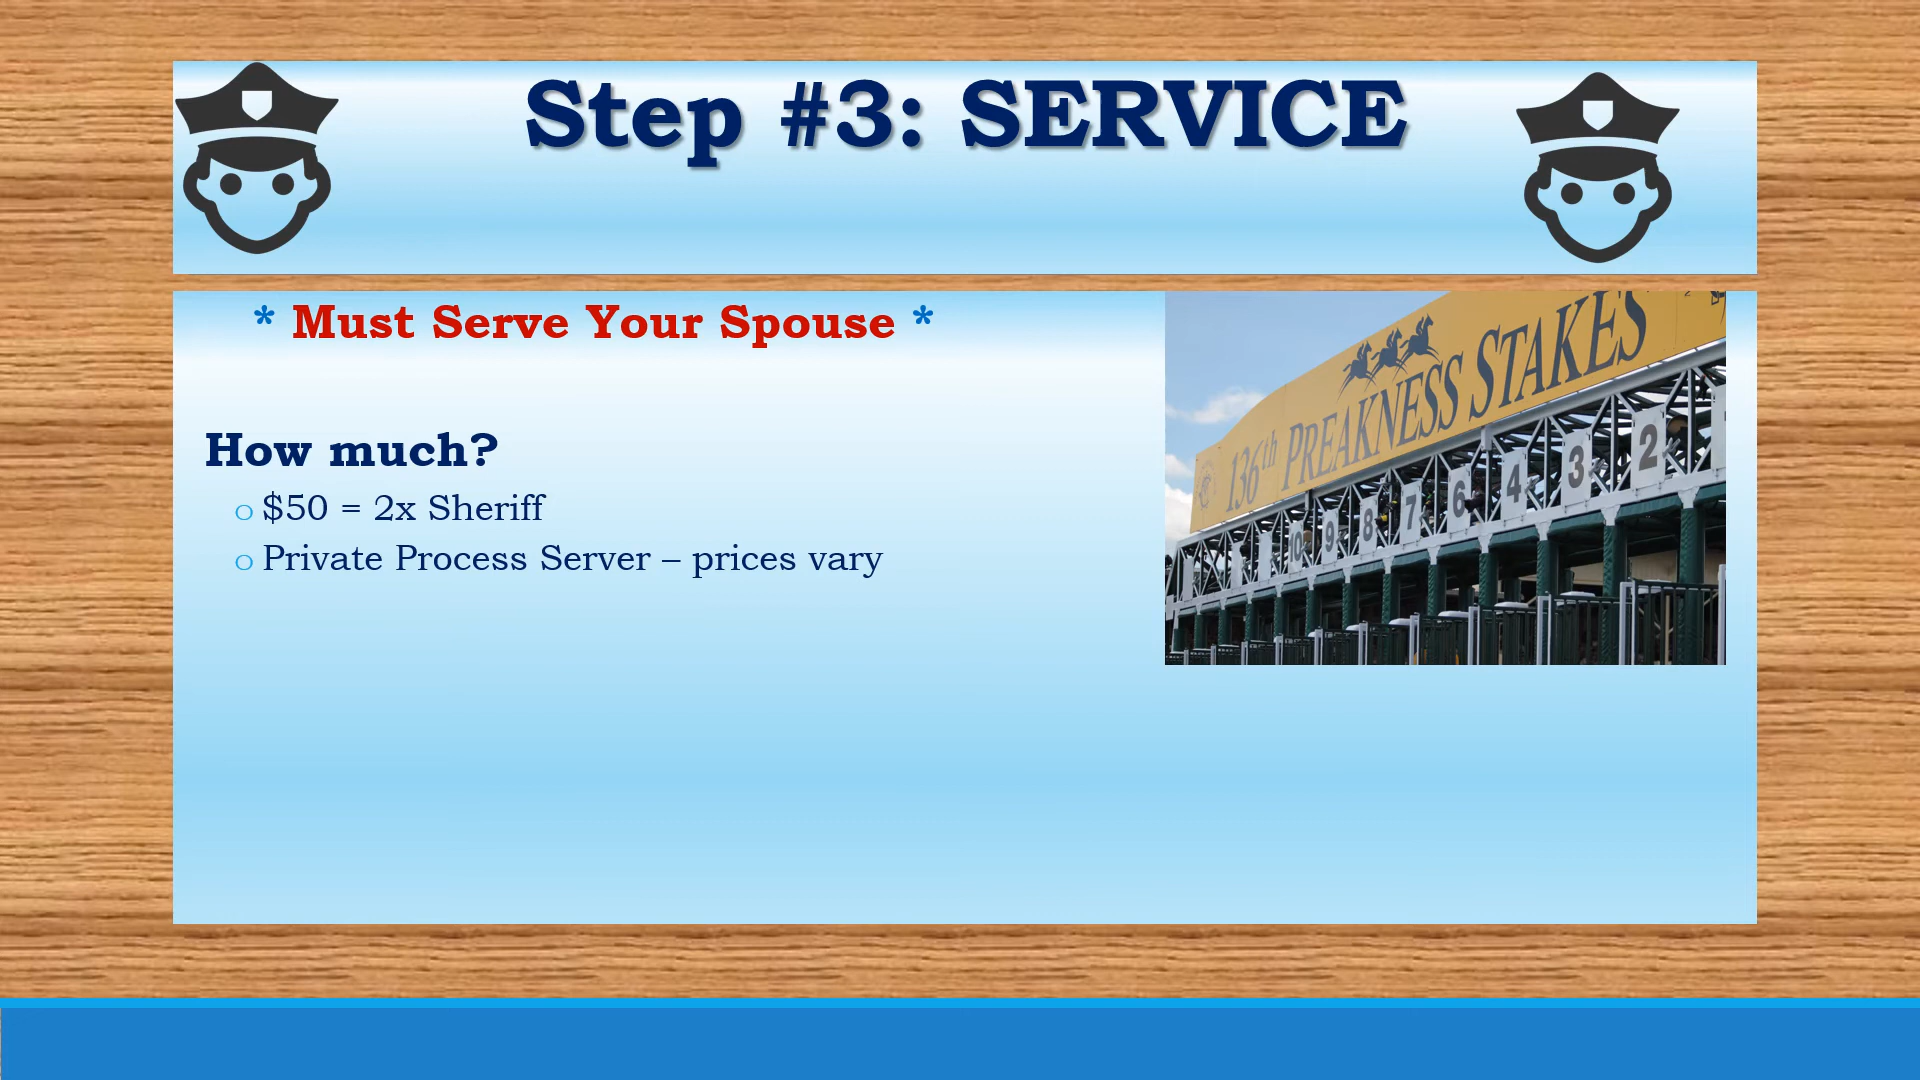 Step #3: SERVICE
* Must Serve Your Spouse *
How much?
o $50 = 2x Sheriff
o Private Process Server – prices vary
136th PREAKNESS STAKES
10 9 8 7 6 4 3 2